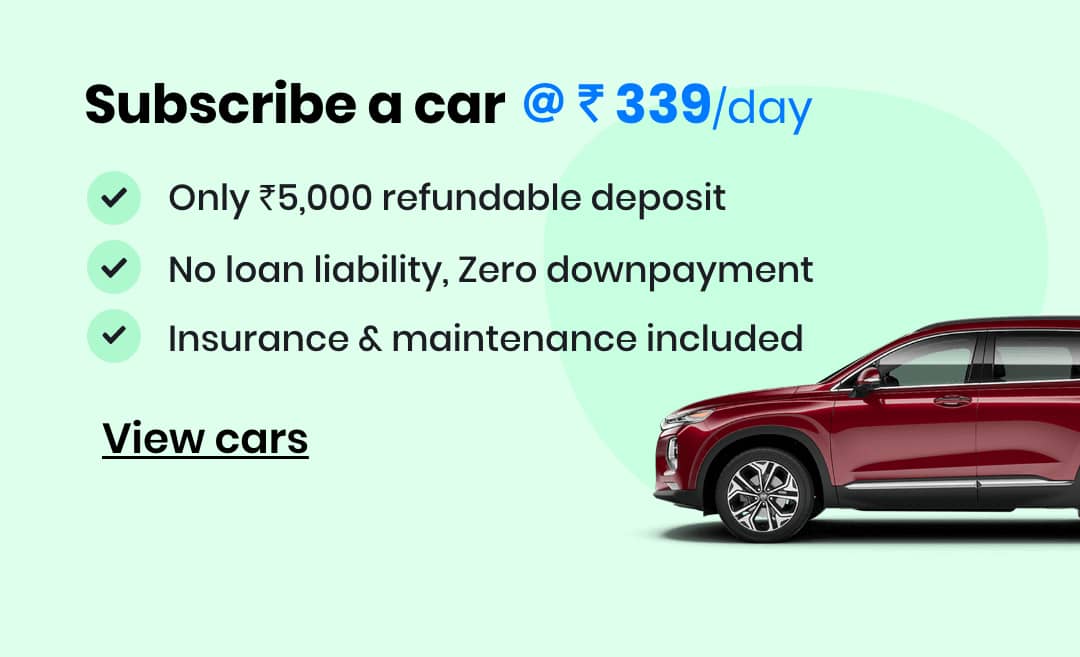 Subscribe a car @ ₹ 339/day
Only ₹5,000 refundable deposit
No loan liability, Zero downpayment
Insurance & maintenance included
View cars